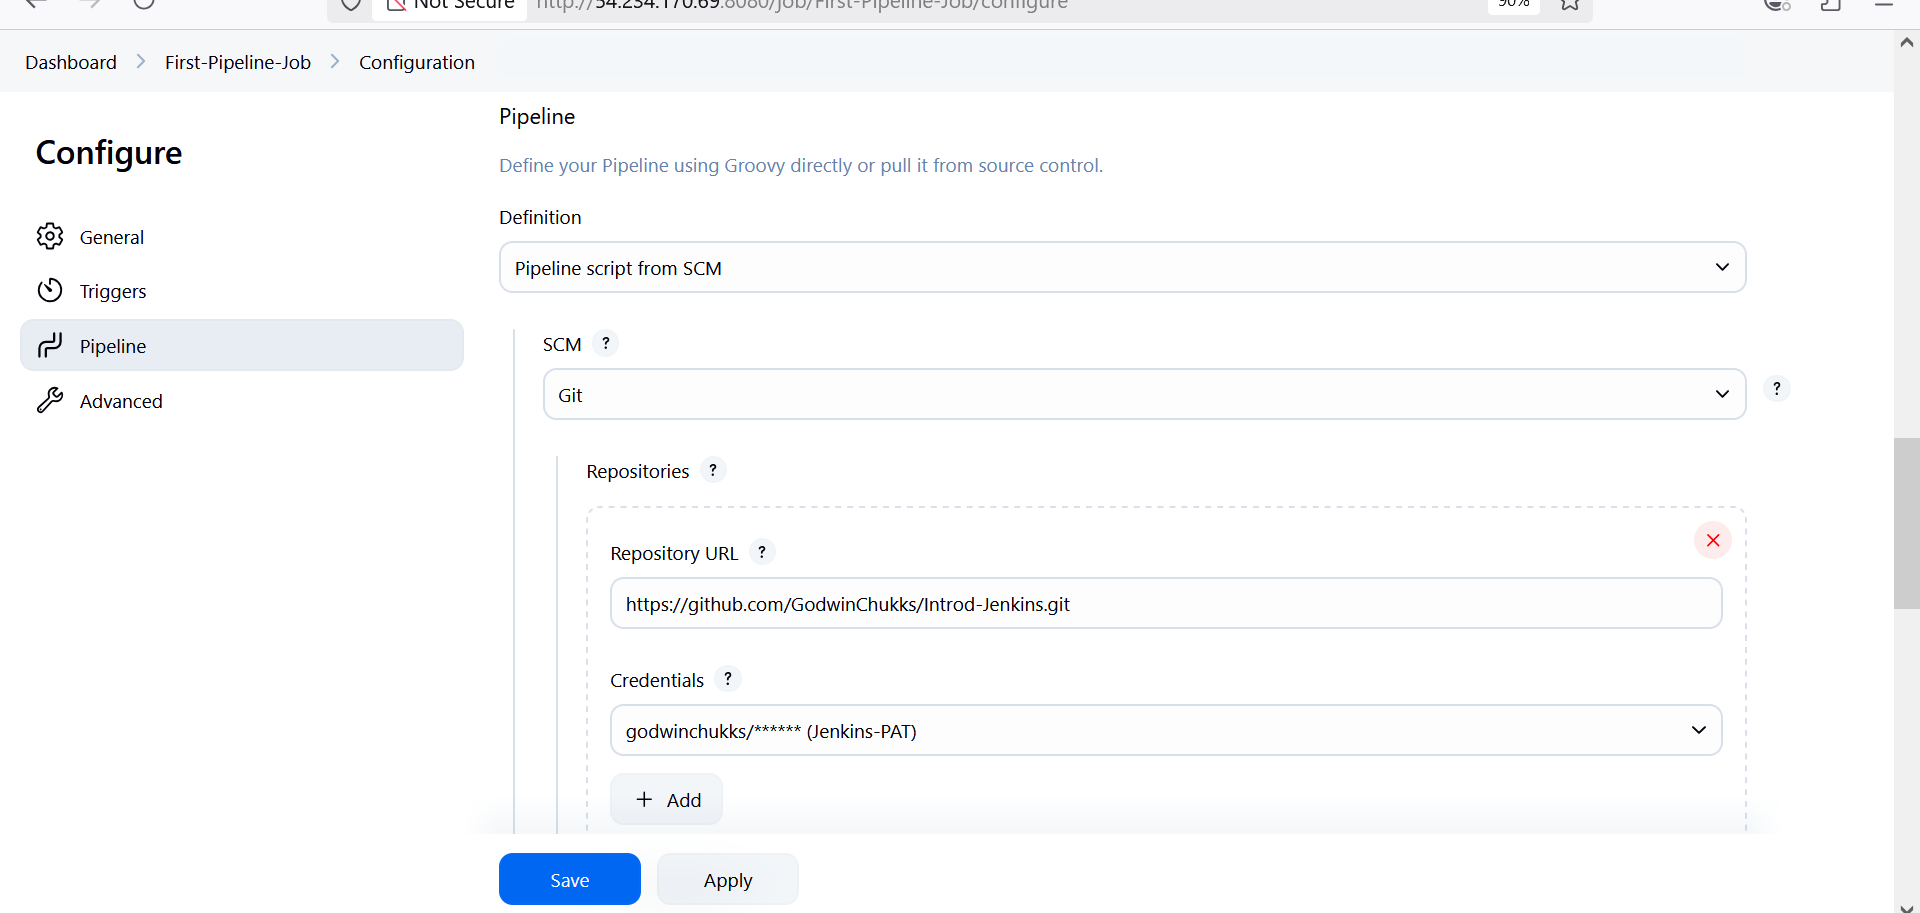 Not Secure
http://54.234.170.69:8080/job/First-Pipeline-Job/configure
90%
Dashboard > First-Pipeline-Job > Configuration
Configure
General
Triggers
Pipeline
Advanced
Pipeline
Define your Pipeline using Groovy directly or pull it from source control.
Definition
Pipeline script from SCM
SCM ?
Git
?
Repositories ?
Repository URL ?
https://github.com/GodwinChukks/Introd-Jenkins.git
Credentials ?
godwinchukks/****** (Jenkins-PAT)
+ Add
Save
Apply